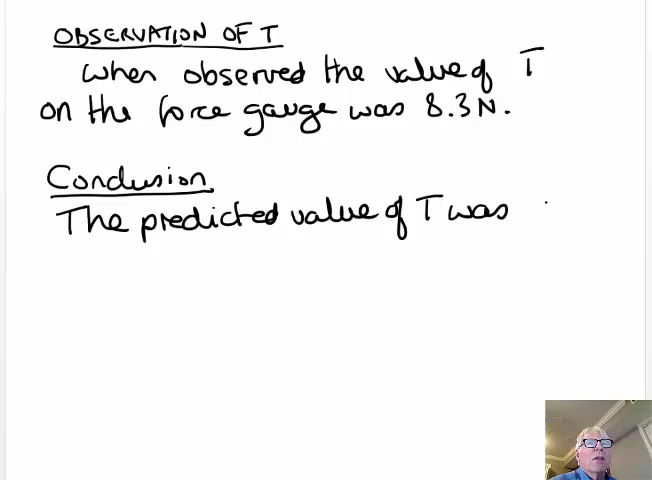 OBSERVATION OF T
When observed the value of T
on the force gauge was 8.3N.
Conclusion
The predicted value of T was